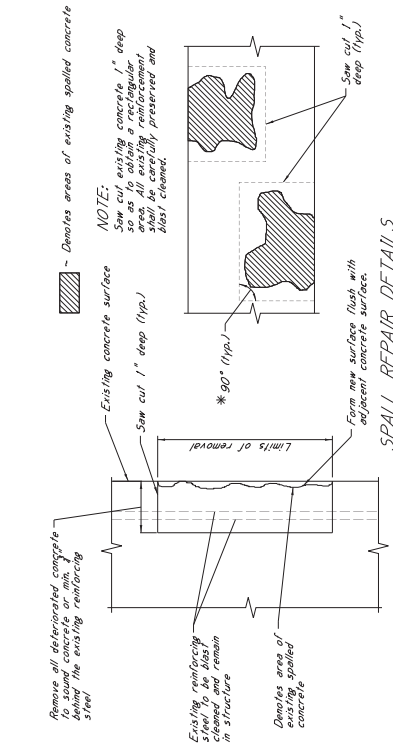 ~ Denotes areas of existing spalled concrete
NOTE:
Saw cut existing concrete 1" deep
so as to obtain a rectangular
area. All existing reinforcement
shall be carefully preserved and
blast cleaned.
Existing concrete surface
Saw cut 1" deep (typ.)
Limits of removal
Remove all deteriorated concrete
to sound concrete or min.
behind the existing reinforcing
steel
Existing reinforcing
steel to be blast
cleaned and remain
in structure
Denotes area of
existing spalled
concrete
Form new surface flush with
adjacent concrete surface.
* 90° (typ.)
Saw cut 1"
deep (typ.)
SPALL REPAIR DETAILS